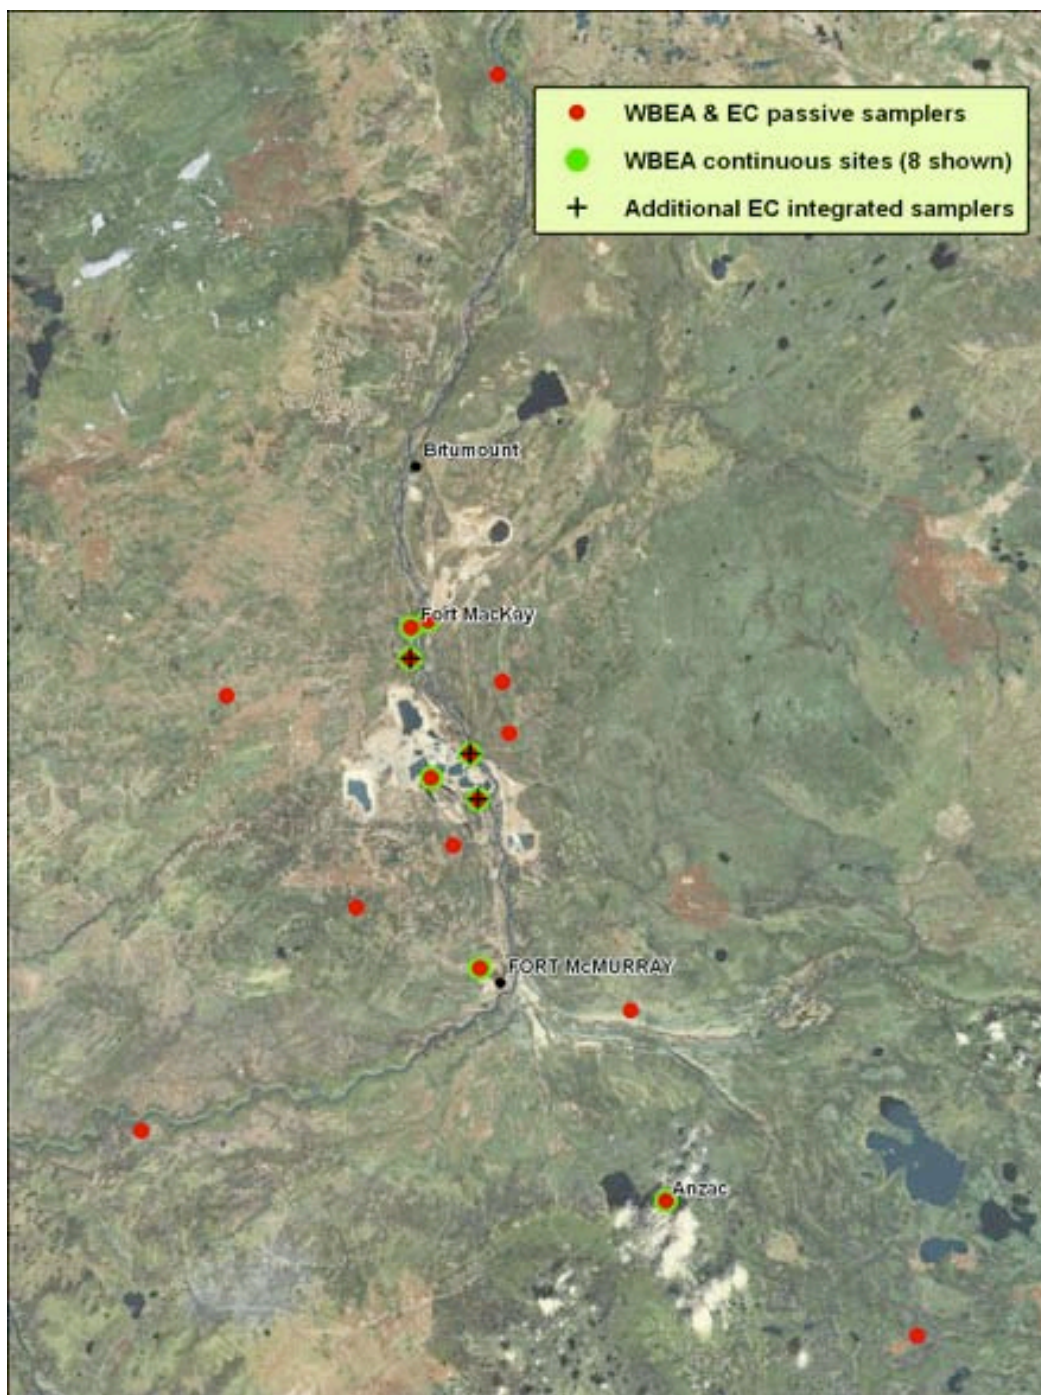 WBEA & EC passive samplers
WBEA continuous sites (8 shown)
Additional EC integrated samplers
Bitumount
Fort MacKay
FORT McMURRAY
Anzac